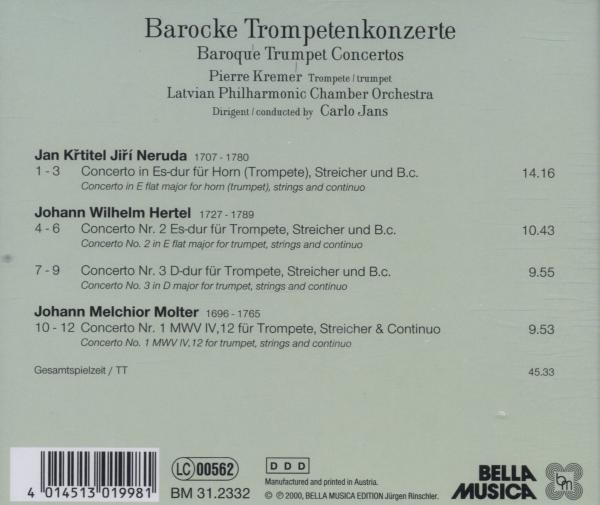 Barocke Trompetenkonzerte
Baroque Trumpet Concertos
Pierre Kremer Trompete / trumpet
Latvian Philharmonic Chamber Orchestra
Dirigent / conducted by Carlo Jans
Jan Křtitel Jiří Neruda 1707 - 1780
1 - 3 Concerto in Es-dur für Horn (Trompete), Streicher und B.c. 14.16
Concerto in E flat major for horn (trumpet), strings and continuo
Johann Wilhelm Hertel 1727 - 1789
4 - 6 Concerto Nr. 2 Es-dur für Trompete, Streicher und B.c. 10.43
Concerto No. 2 in E flat major for trumpet, strings and continuo
7 - 9 Concerto Nr. 3 D-dur für Trompete, Streicher und B.c. 9.55
Concerto No. 3 in D major for trumpet, strings and continuo
Johann Melchior Molter 1696 - 1765
10 - 12 Concerto Nr. 1 MWV IV,12 für Trompete, Streicher & Continuo 9.53
Concerto No. 1 MWV IV,12 for trumpet, strings and continuo
Gesamtspielzeit / TT 45.33
4 014513 019981
LC 00562
BM 31.2332
D D D
Manufactured and printed in Austria.
© ℗ 2000, BELLA MUSICA EDITION Jürgen Rinschler.
BELLA
MUSICA
bm